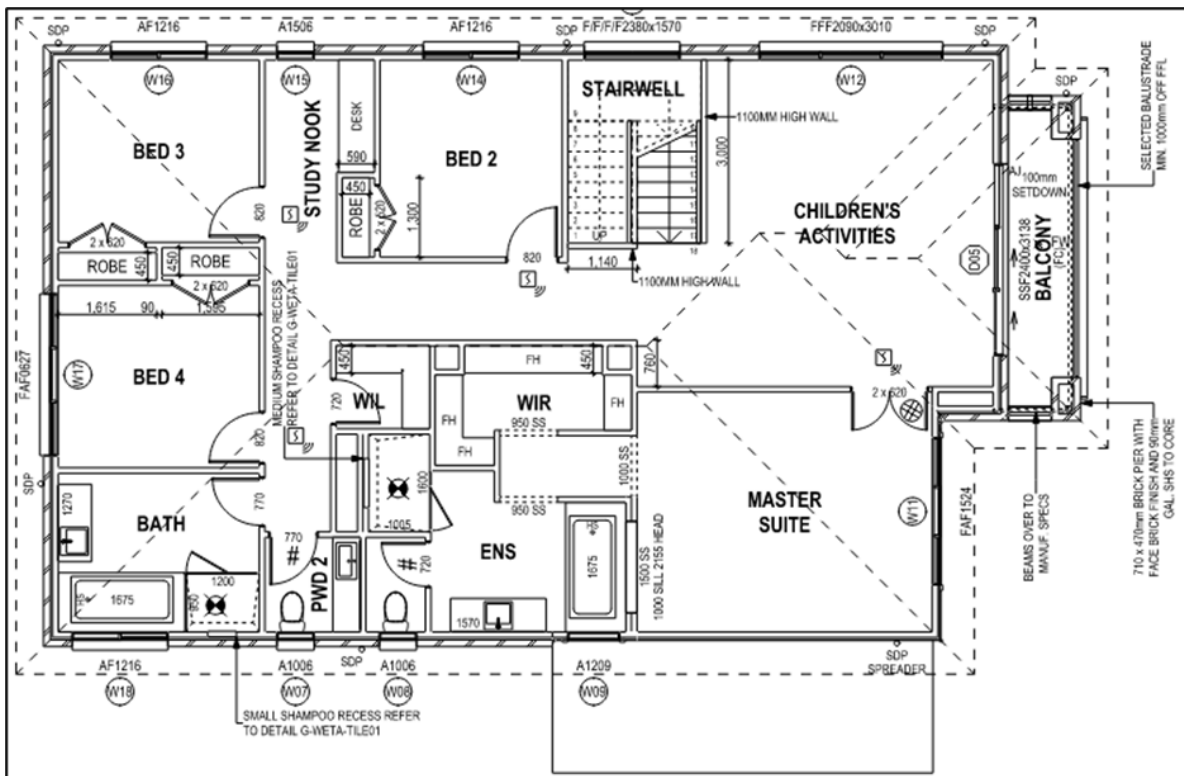 AF1216
A1506
AF1216
F/F/F/F2380x1570
FFF2090x3010
SDP
SDP
SDP
SDP
W16
W15
W14
W12
STAIRWELL
1100MM HIGH WALL
DESK
BED 3
STUDY NOOK
590
BED 2
3,000
450
ROBE
2 x 620
1,300
820
820
UP
1,140
1100MM HIGH WALL
CHILDREN'S
ACTIVITIES
AJ
100mm
SETDOWN
D05
SSF2400x3138
BALCONY
FW
(FC)
SELECTED BALUSTRADE
MIN. 1000mm OFF FFL
2 x 620
ROBE
450
450
ROBE
2 x 620
1,615
90
1,595
MEDIUM SHAMPOO RECESS
REFER TO DETAIL G-WETA-TILE01
FAF0627
W17
BED 4
820
450
WIL
720
FH
450
WIR
FH
FH
FH
950 SS
760
2 x 620
1000 SS
950 SS
MASTER
SUITE
W11
FAF1524
BEAMS OVER TO
MANUF. SPECS
710 x 470mm BRICK PIER WITH
FACE BRICK FINISH AND 90mm
GAL. SHS TO CORE
SDP
1270
BATH
770
770
#
PWD 2
1600
1005
720
#
ENS
HS
1675
1500 SS
1000 SILL 2155 HEAD
HS
1675
950
1200
1570
AF1216
A1006
SDP
A1006
A1209
SDP
SPREADER
W18
W07
W08
W09
SMALL SHAMPOO RECESS REFER
TO DETAIL G-WETA-TILE01